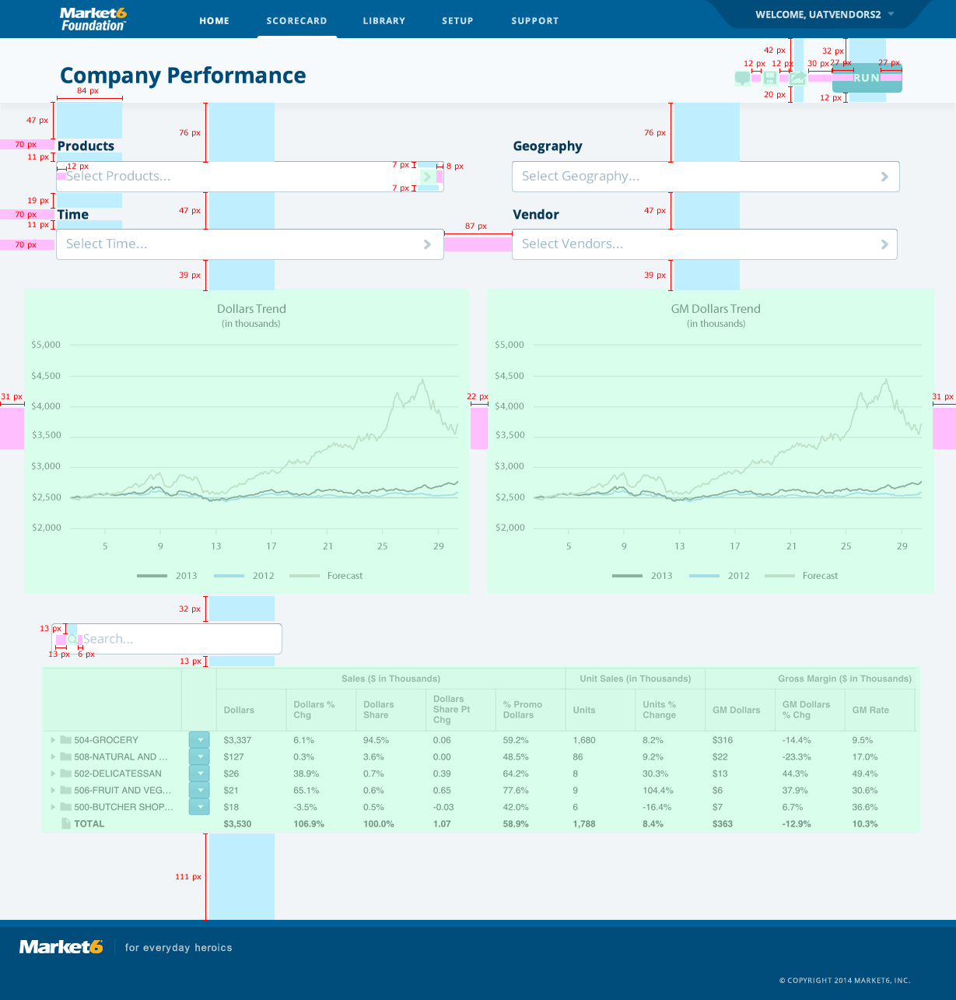 Market6
Foundation™
HOME SCORECARD LIBRARY SETUP SUPPORT
WELCOME, UATVENDORS2
Company Performance
42 px 32 px
12 px 12 px 30 px 27 px 27 px
RUN
20 px 12 px
84 px
47 px 76 px 76 px
70 px Products Geography
11 px
12 px 7 px 8 px
Select Products... Select Geography...
7 px
19 px 47 px 47 px
70 px Time Vendor
11 px 87 px
70 px Select Time... Select Vendors...
39 px 39 px
Dollars Trend GM Dollars Trend
(in thousands) (in thousands)
$5,000 $5,000
$4,500 $4,500
31 px 22 px 31 px
$4,000 $4,000
$3,500 $3,500
$3,000 $3,000
$2,500 $2,500
$2,000 $2,000
5 9 13 17 21 25 29 5 9 13 17 21 25 29
2013 2012 Forecast 2013 2012 Forecast
32 px
13 px
Search...
13 px 6 px
13 px
Sales ($ in Thousands) Unit Sales (in Thousands) Gross Margin ($ in Thousands)
Dollars Dollars % Chg Dollars Share Dollars Share Pt Chg % Promo Dollars Units Units % Change GM Dollars GM Dollars % Chg GM Rate
504-GROCERY $3,337 6.1% 94.5% 0.06 59.2% 1,680 8.2% $316 -14.4% 9.5%
508-NATURAL AND ... $127 0.3% 3.6% 0.00 48.5% 86 9.2% $22 -23.3% 17.0%
502-DELICATESSAN $26 38.9% 0.7% 0.39 64.2% 8 30.3% $13 44.3% 49.4%
506-FRUIT AND VEG... $21 65.1% 0.6% 0.65 77.6% 9 104.4% $6 37.9% 30.6%
500-BUTCHER SHOP... $18 -3.5% 0.5% -0.03 42.0% 6 -16.4% $7 6.7% 36.6%
TOTAL $3,530 106.9% 100.0% 1.07 58.9% 1,788 8.4% $363 -12.9% 10.3%
111 px
Market6 for everyday heroics
© COPYRIGHT 2014 MARKET6, INC.